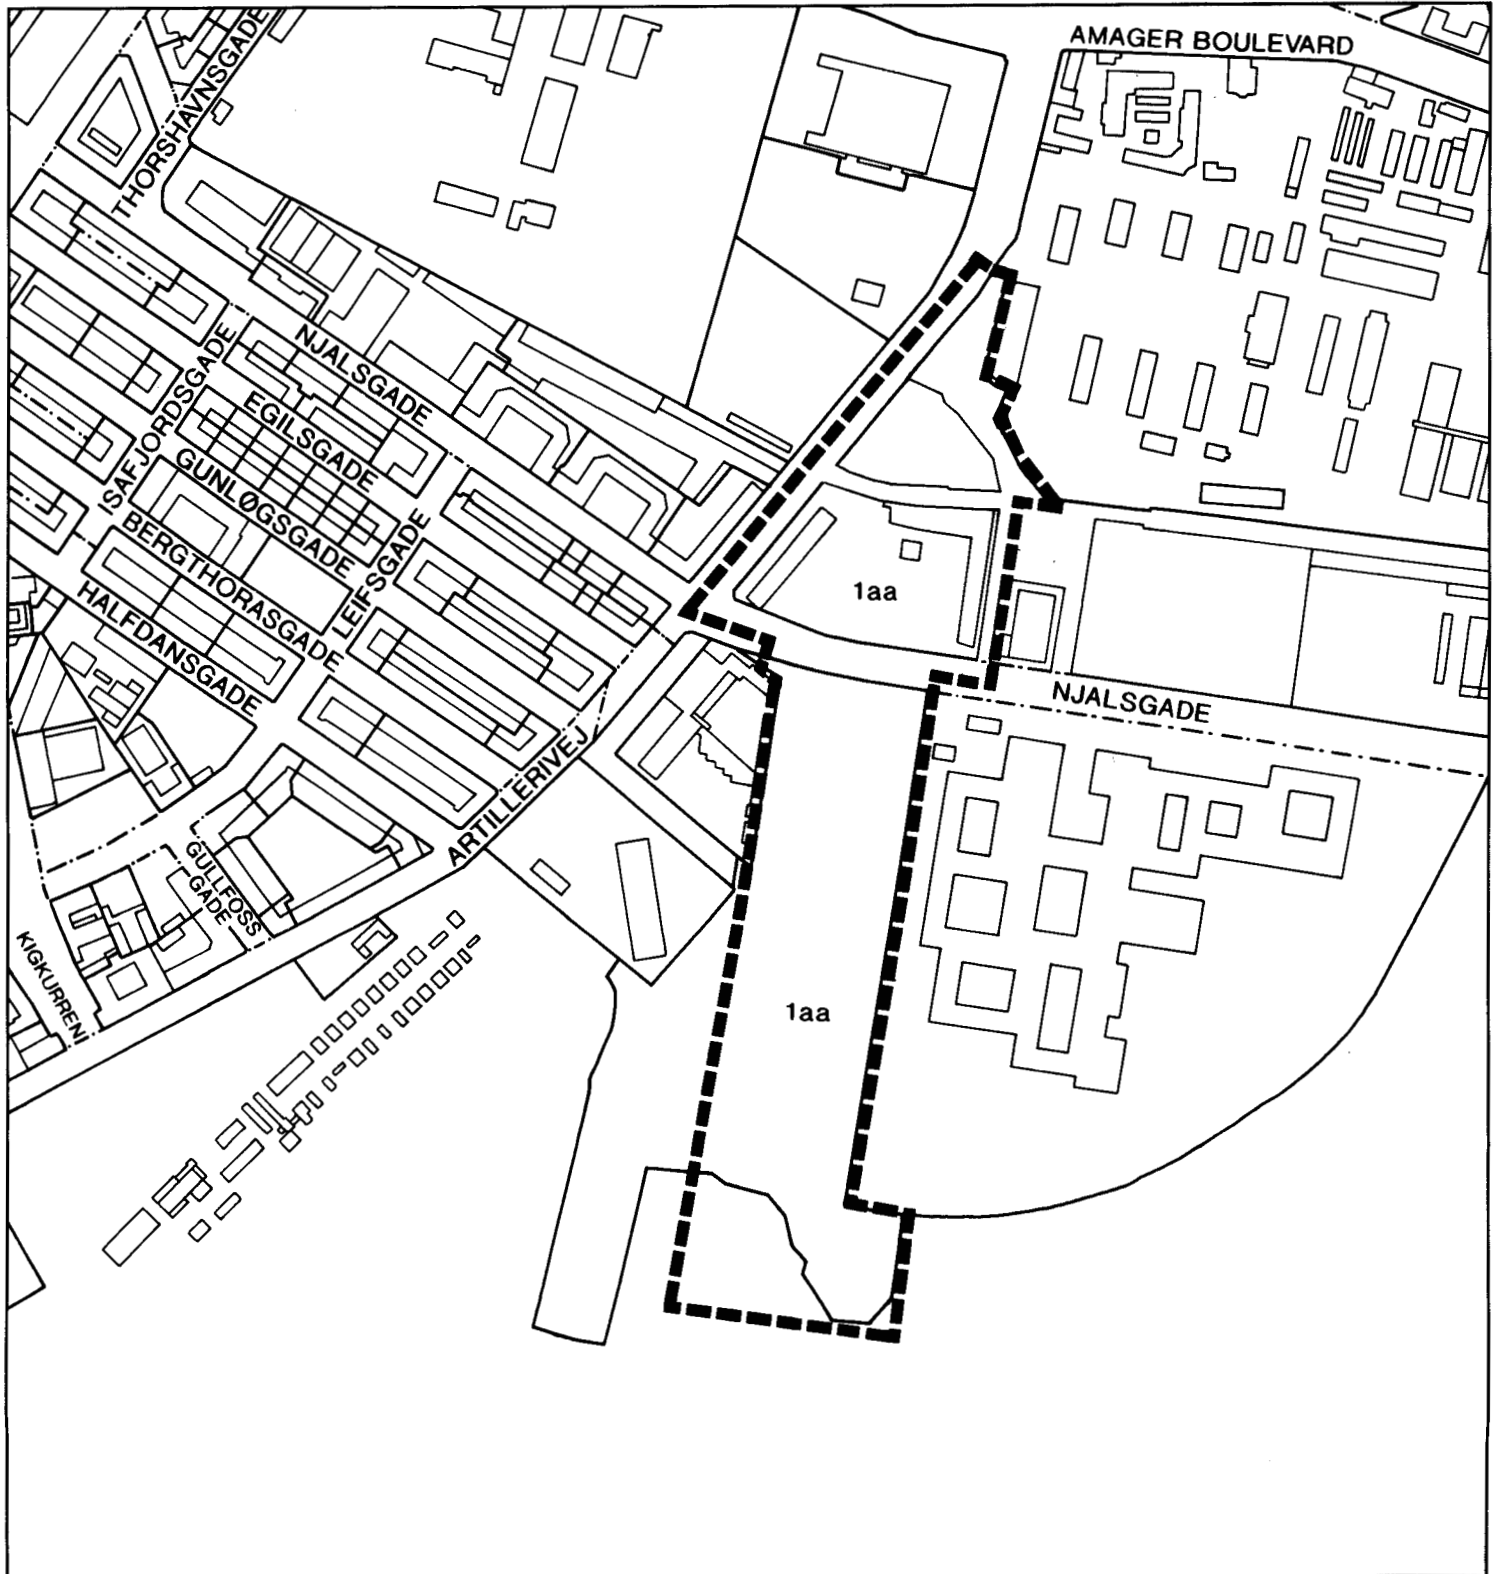 AMAGER BOULEVARD
THORSHAVNSGADE
NJALSGADE
ISAFJORDSGADE
EGILSGADE
GUNLØGSGADE
LEIFSGADE
BERGTHORASGADE
HALFDANSGADE
1aa
NJALSGADE
ARTILLERIVEJ
GULLFOSS
GADE
KIGKURREN
1aa